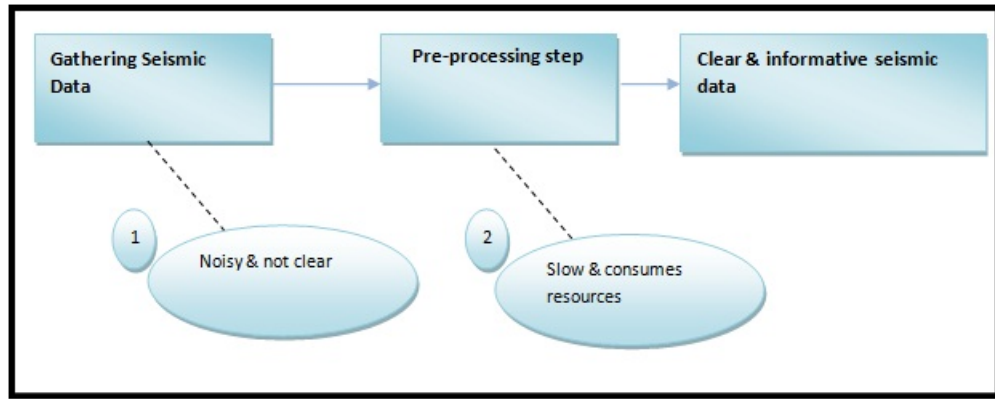 Gathering Seismic
Data
Pre-processing step
Clear & informative seismic
data
1
Noisy & not clear
2
Slow & consumes
resources